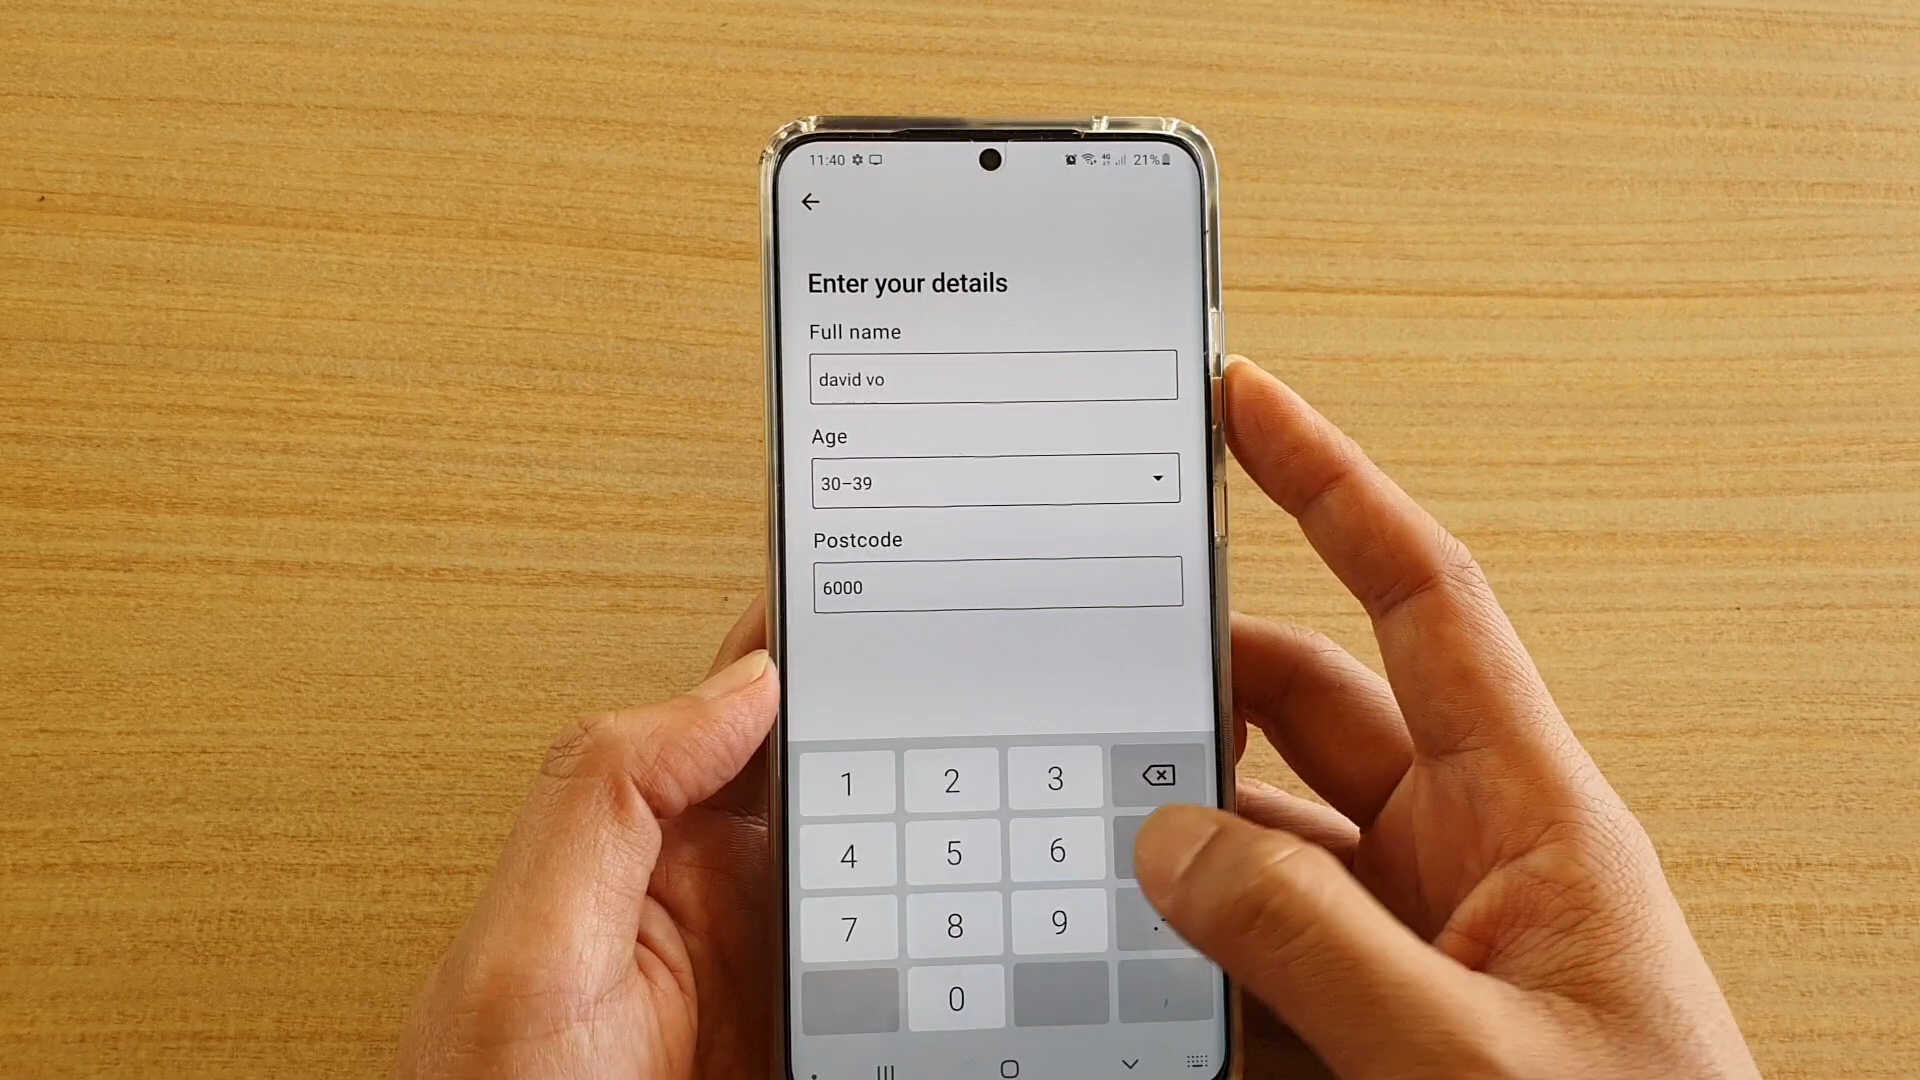 11:40 4G 21%
Enter your details
Full name
david vo
Age
30–39
Postcode
6000
1 2 3
4 5 6
7 8 9 .-
0 ,